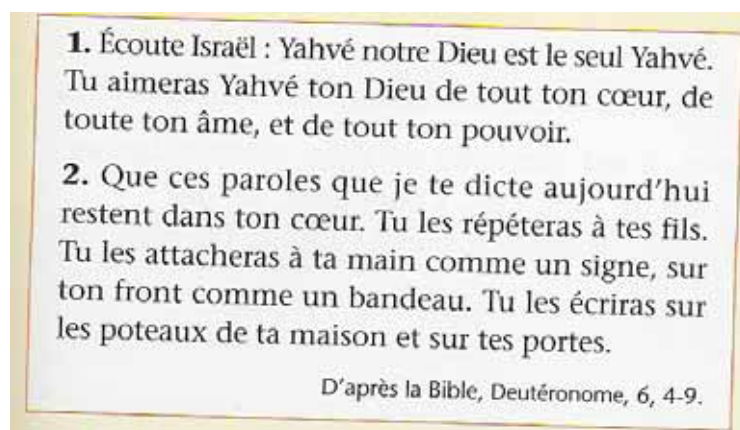 1. Écoute Israël : Yahvé notre Dieu est le seul Yahvé.
Tu aimeras Yahvé ton Dieu de tout ton cœur, de
toute ton âme, et de tout ton pouvoir.
2. Que ces paroles que je te dicte aujourd’hui
restent dans ton cœur. Tu les répéteras à tes fils.
Tu les attacheras à ta main comme un signe, sur
ton front comme un bandeau. Tu les écriras sur
les poteaux de ta maison et sur tes portes.
D’après la Bible, Deutéronome, 6, 4-9.